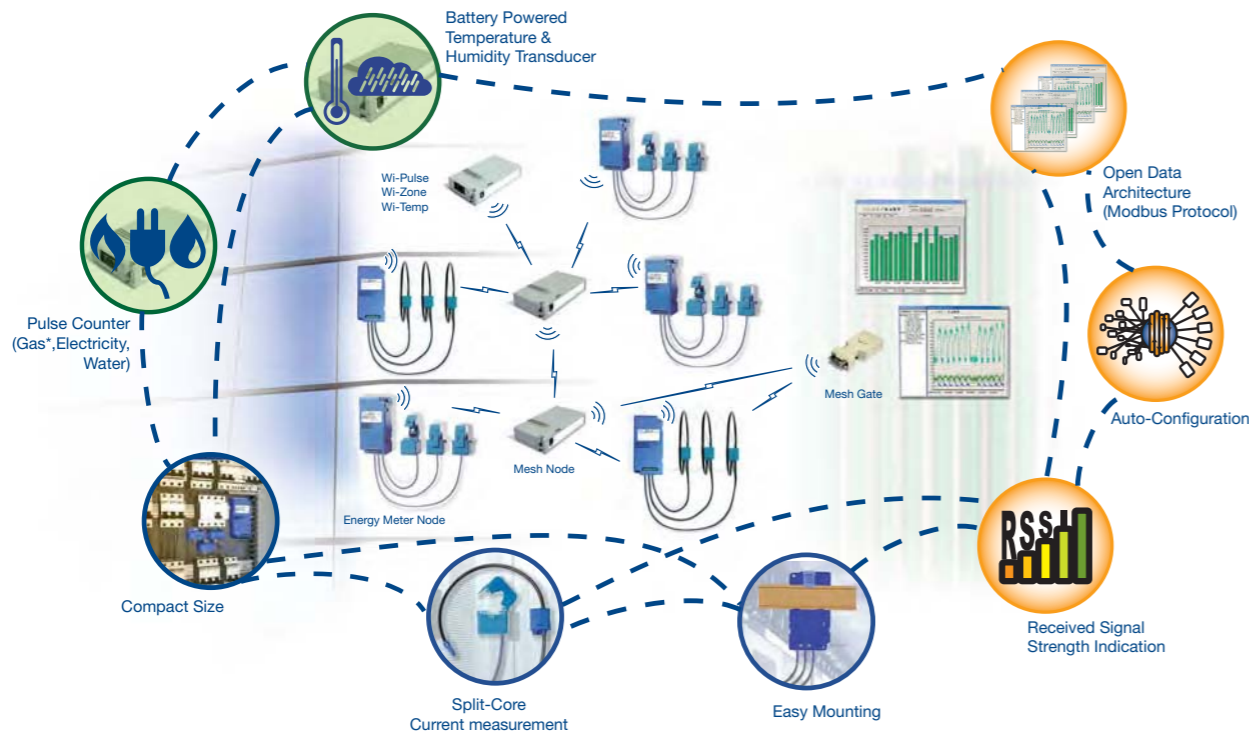 Battery Powered
Temperature &
Humidity Transducer
Wi-Pulse
Wi-Zone
Wi-Temp
Open Data
Architecture
(Modbus Protocol)
Pulse Counter
(Gas*,Electricity,
Water)
Mesh Gate
Auto-Configuration
Mesh Node
Energy Meter Node
RSSI
Compact Size
Received Signal
Strength Indication
Split-Core
Current measurement
Easy Mounting